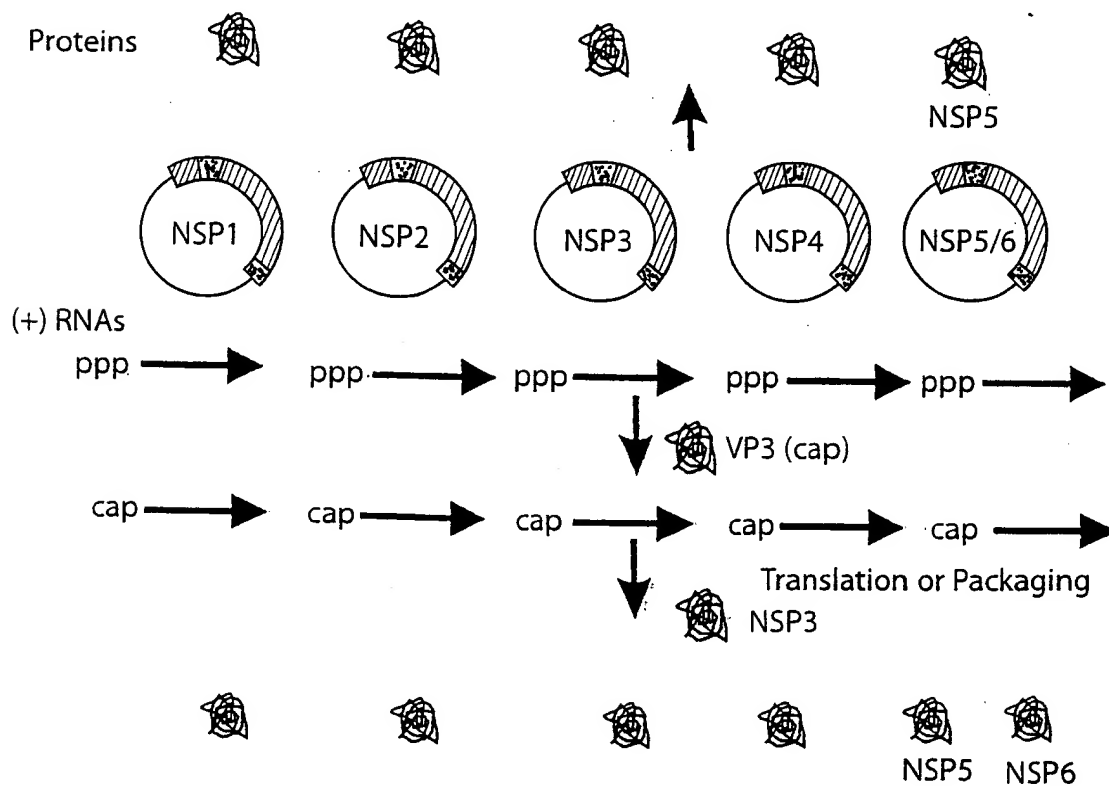 Proteins
NSP5
NSP1
NSP2
NSP3
NSP4
NSP5/6
(+) RNAs
ppp
ppp
ppp
ppp
ppp
VP3 (cap)
cap
cap
cap
cap
cap
Translation or Packaging
NSP3
NSP5
NSP6